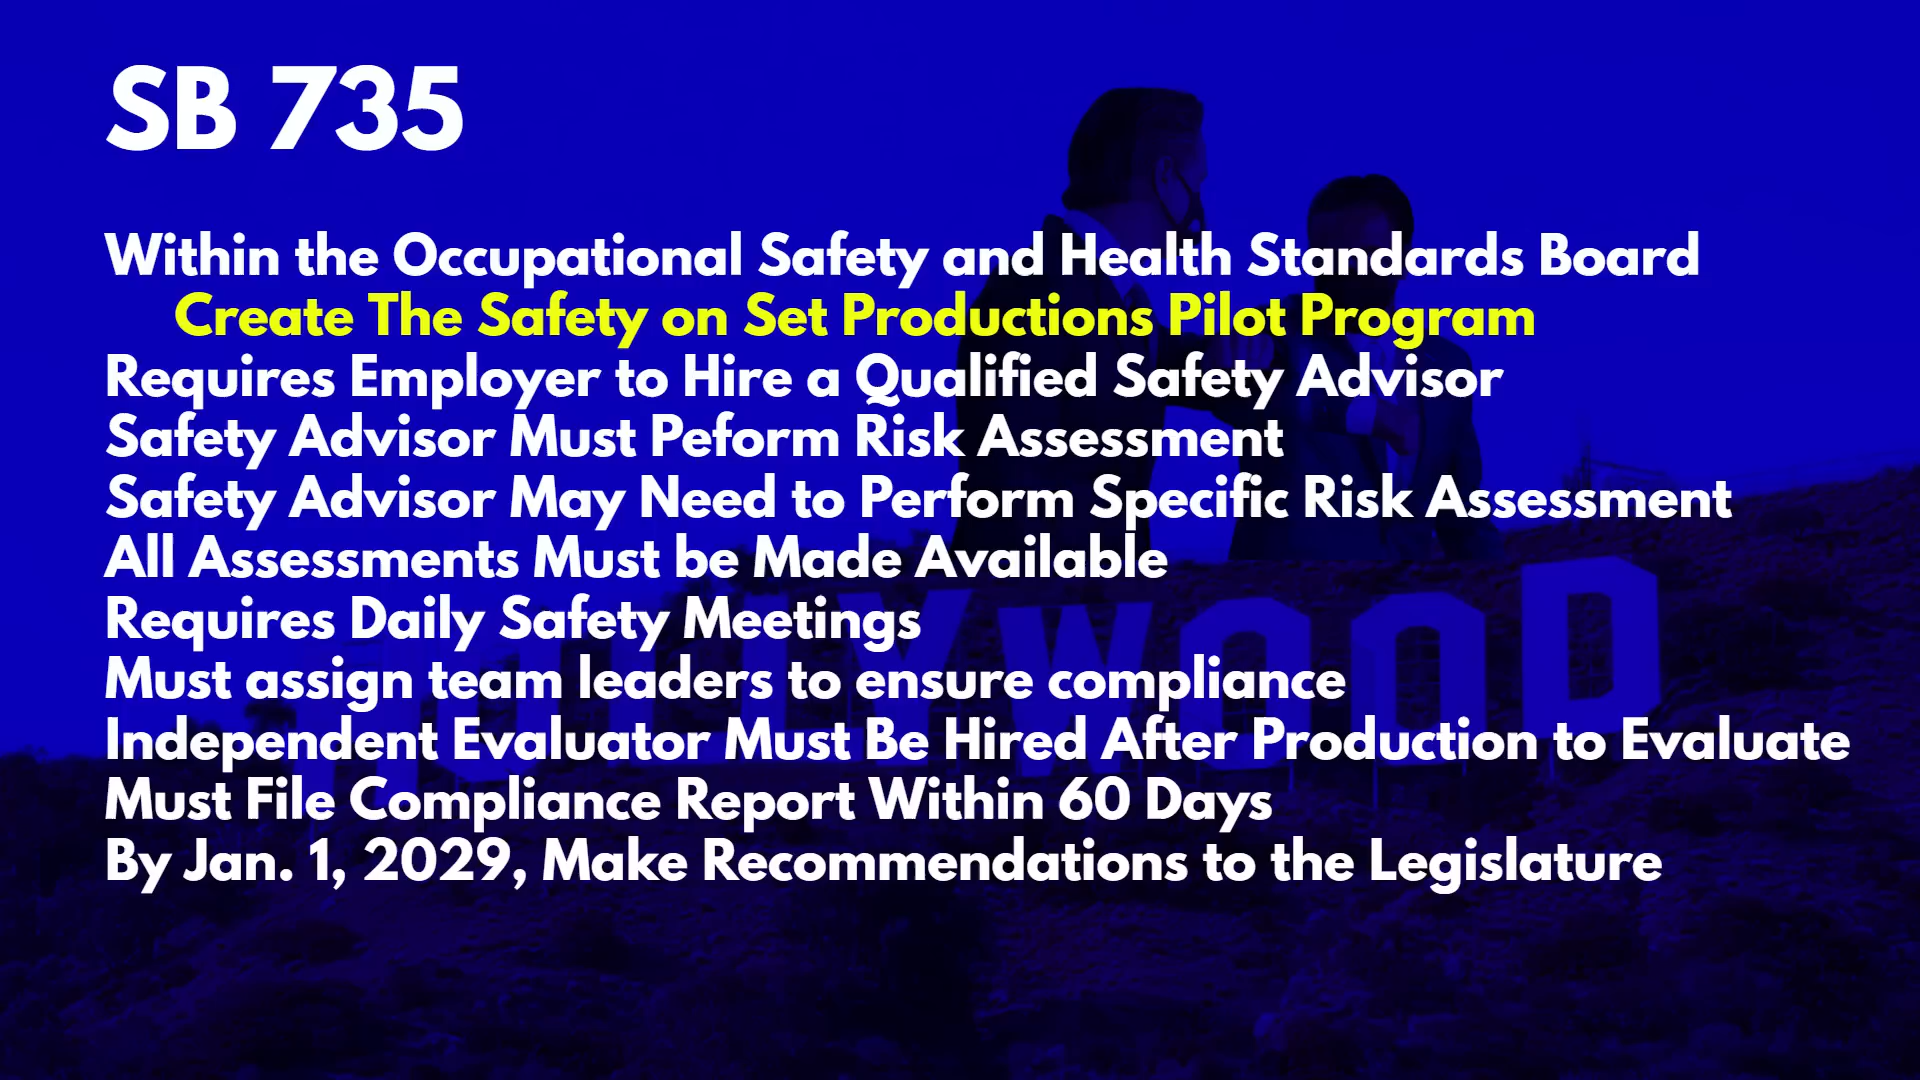 SB 735
Within the Occupational Safety and Health Standards Board
Create The Safety on Set Productions Pilot Program
Requires Employer to Hire a Qualified Safety Advisor
Safety Advisor Must Peform Risk Assessment
Safety Advisor May Need to Perform Specific Risk Assessment
All Assessments Must be Made Available
Requires Daily Safety Meetings
Must assign team leaders to ensure compliance
Independent Evaluator Must Be Hired After Production to Evaluate
Must File Compliance Report Within 60 Days
By Jan. 1, 2029, Make Recommendations to the Legislature
HOLLYWOOD